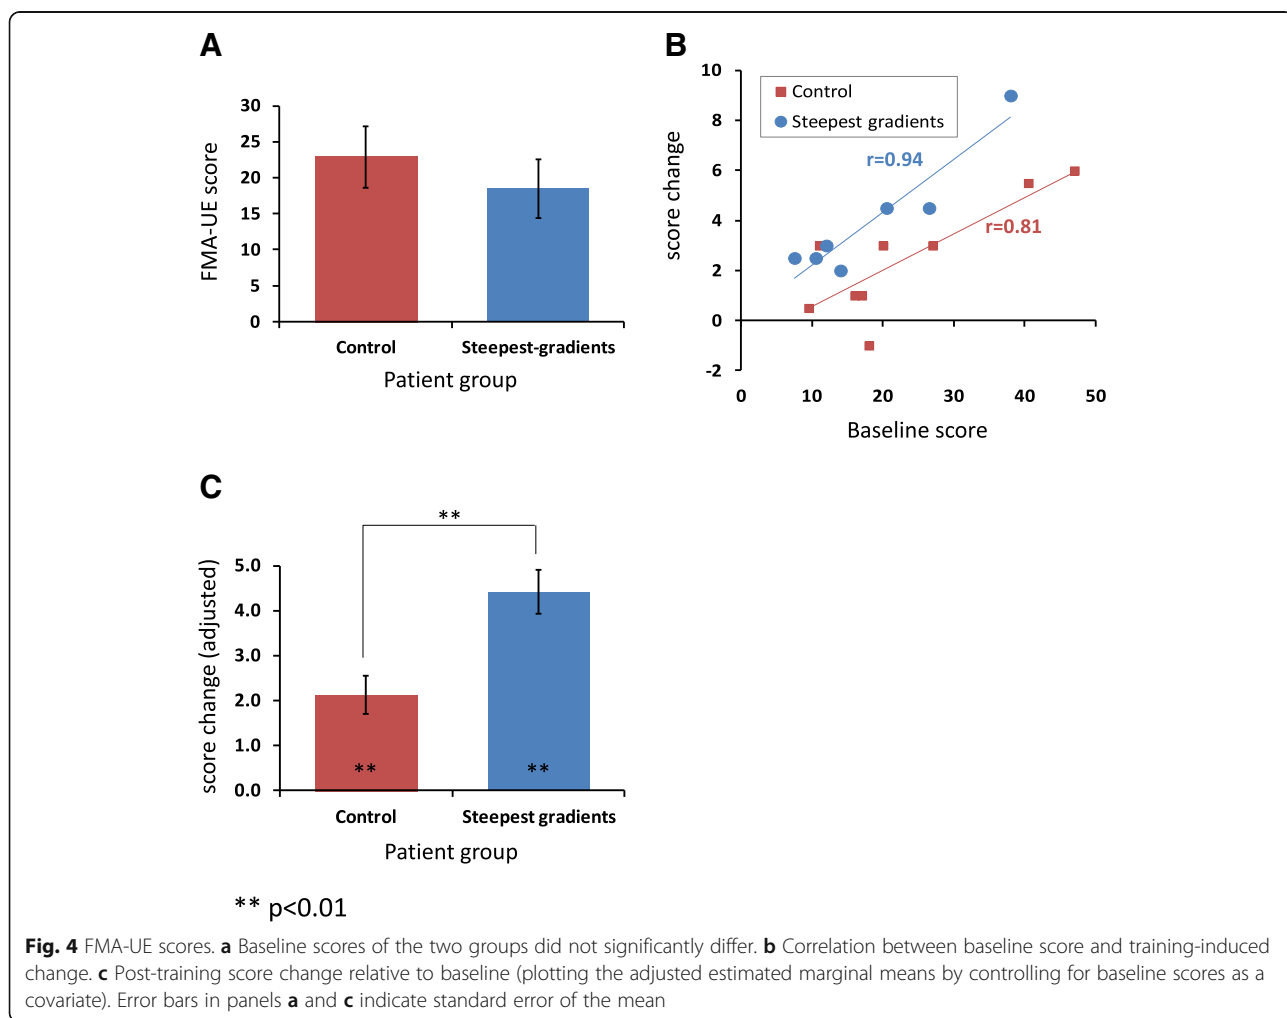 A
30
25
20
15
10
5
0
FMA-UE score
Control Steepest-gradients
Patient group
B
10
8
6
4
2
0
-2
score change
Control
Steepest gradients
r=0.94
r=0.81
0 10 20 30 40 50
Baseline score
C
**
5.0
4.0
3.0
2.0
1.0
0.0
score change (adjusted)
** **
Control Steepest gradients
Patient group
** p<0.01
Fig. 4 FMA-UE scores. a Baseline scores of the two groups did not significantly differ. b Correlation between baseline score and training-induced
change. c Post-training score change relative to baseline (plotting the adjusted estimated marginal means by controlling for baseline scores as a
covariate). Error bars in panels a and c indicate standard error of the mean